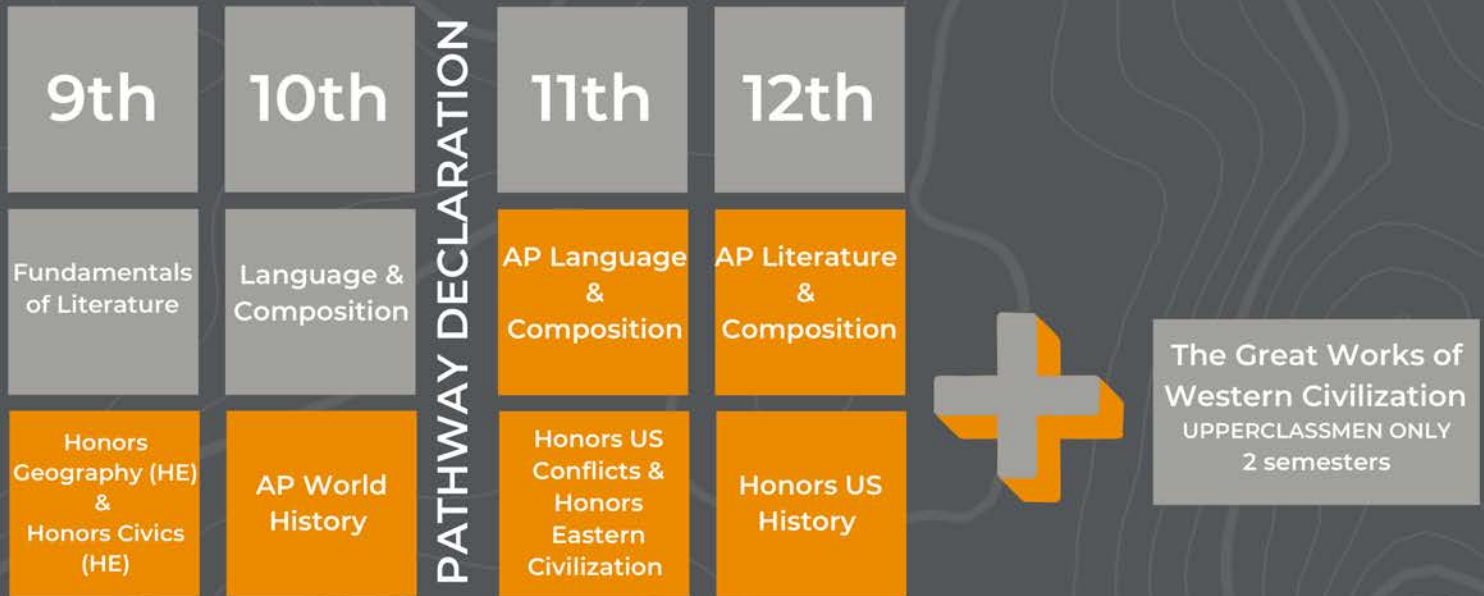 9th
10th
PATHWAY DECLARATION
11th
12th
Fundamentals
of Literature
Language &
Composition
AP Language
&
Composition
AP Literature
&
Composition
Honors
Geography (HE)
&
Honors Civics
(HE)
AP World
History
Honors US
Conflicts &
Honors
Eastern
Civilization
Honors US
History
The Great Works of
Western Civilization
UPPERCLASSMEN ONLY
2 semesters